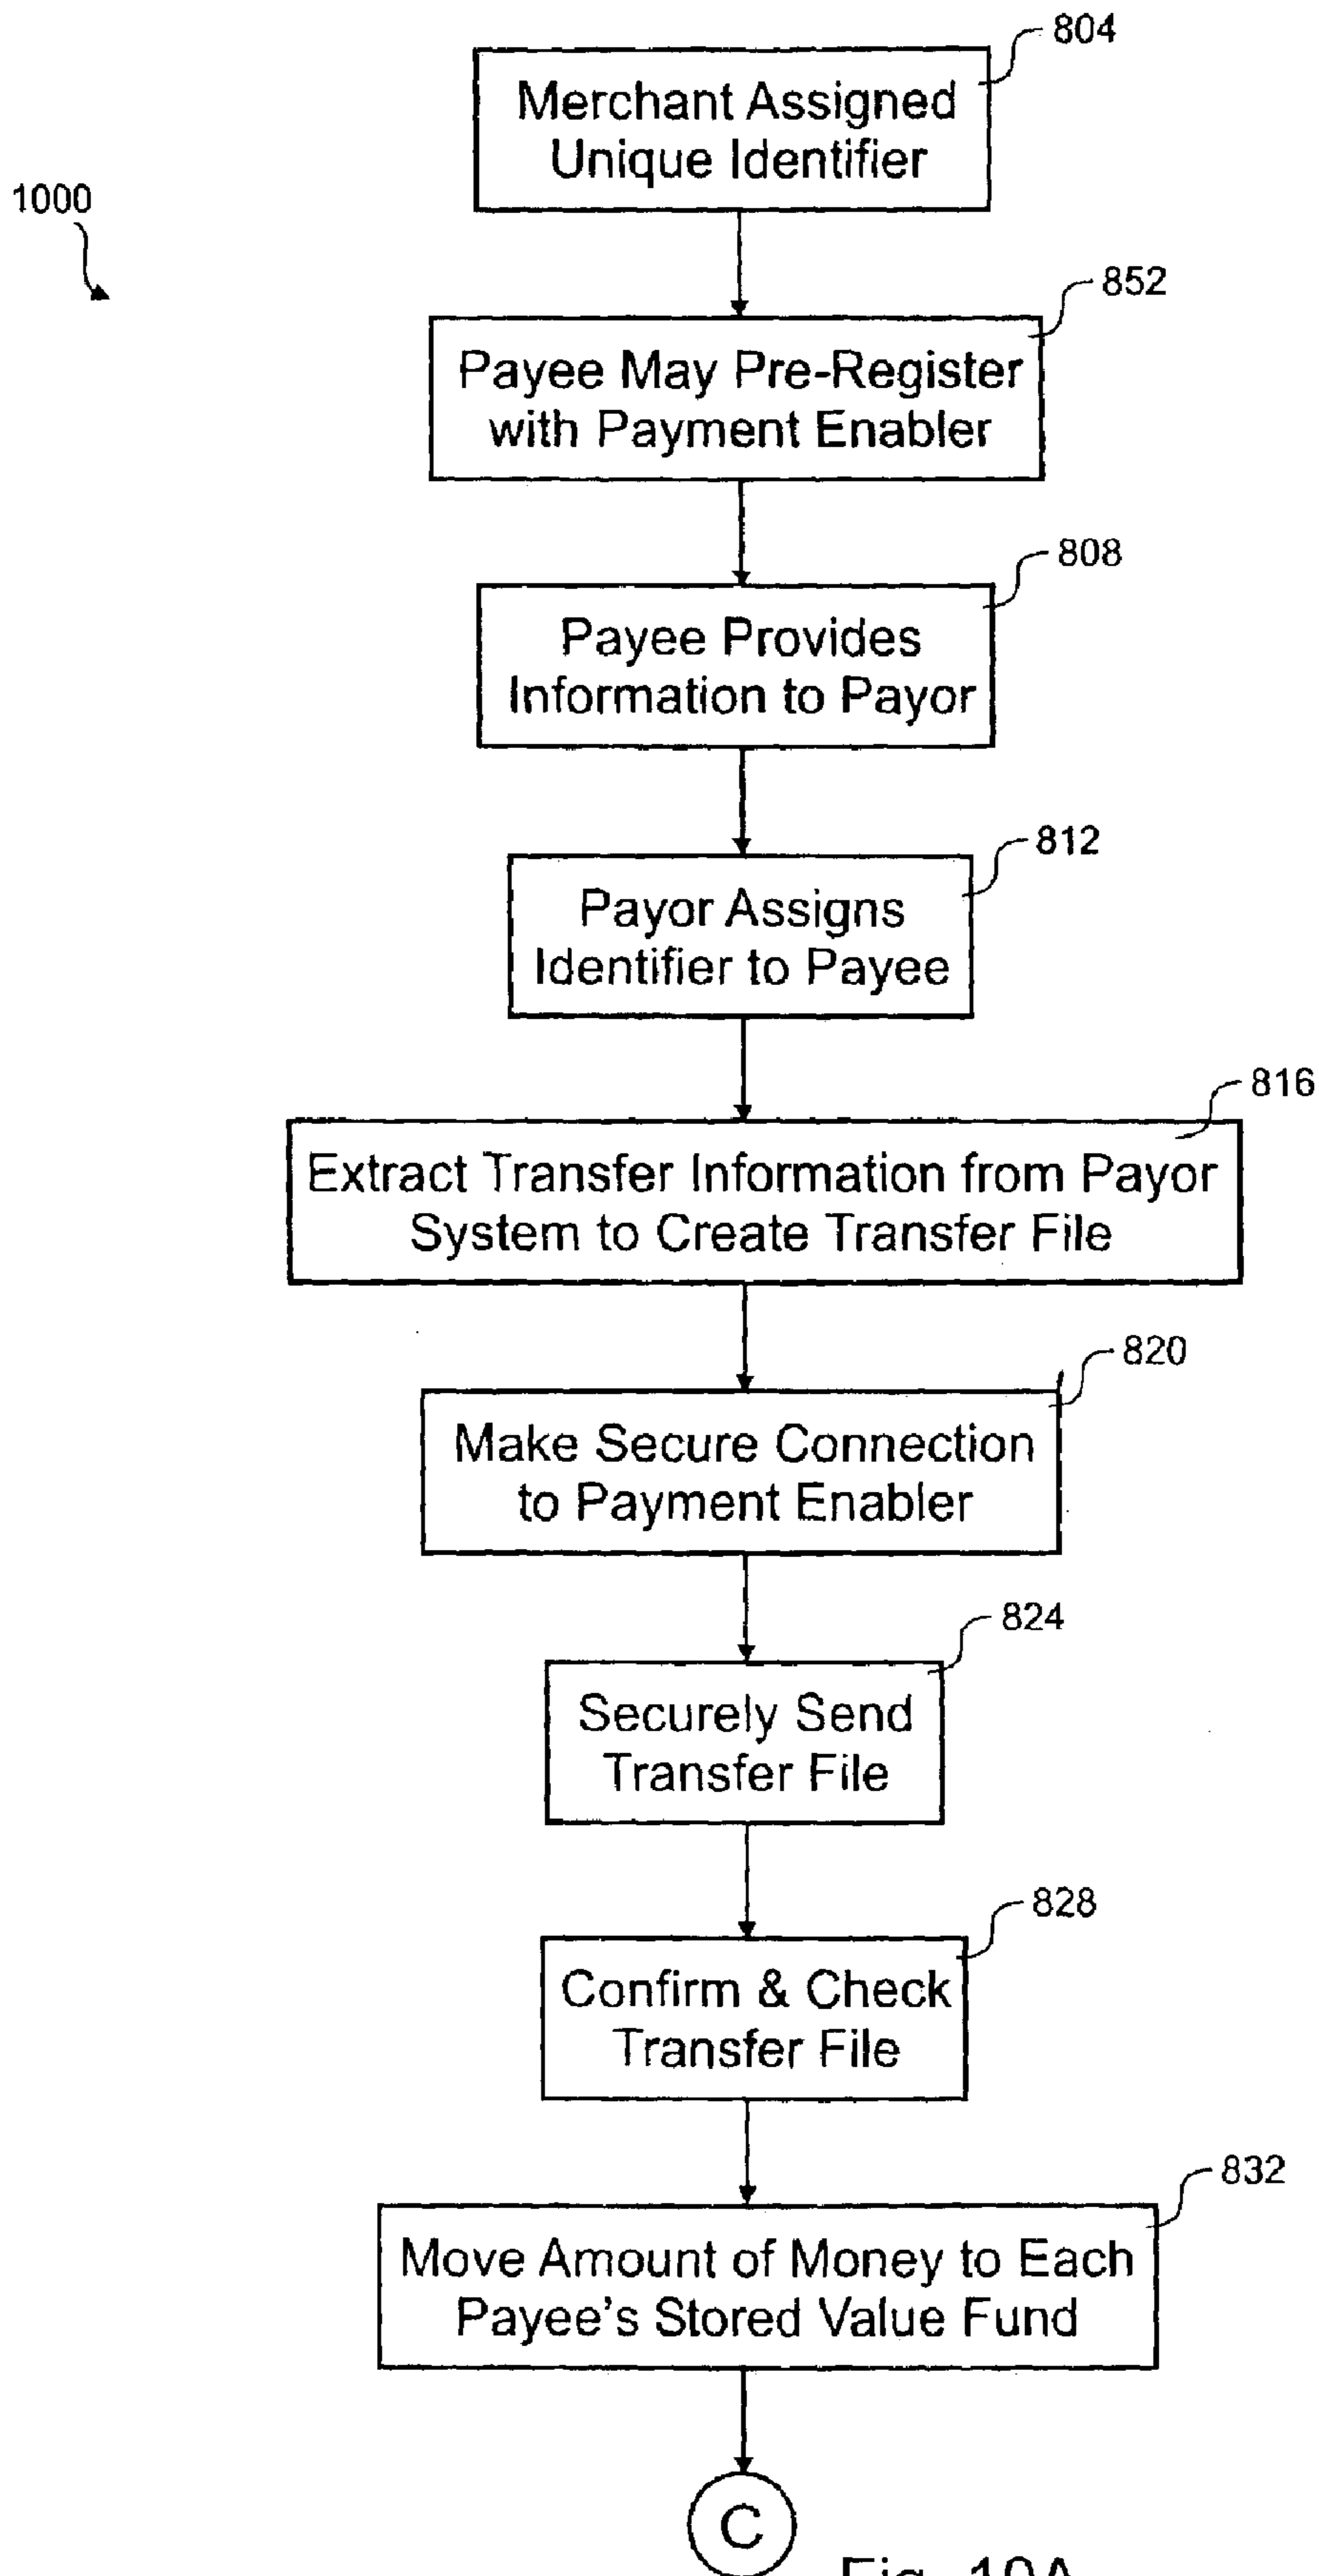 804
Merchant Assigned
Unique Identifier
1000
852
Payee May Pre-Register
with Payment Enabler
808
Payee Provides
Information to Payor
812
Payor Assigns
Identifier to Payee
816
Extract Transfer Information from Payor
System to Create Transfer File
820
Make Secure Connection
to Payment Enabler
824
Securely Send
Transfer File
828
Confirm & Check
Transfer File
832
Move Amount of Money to Each
Payee's Stored Value Fund
C
Fig. 10A